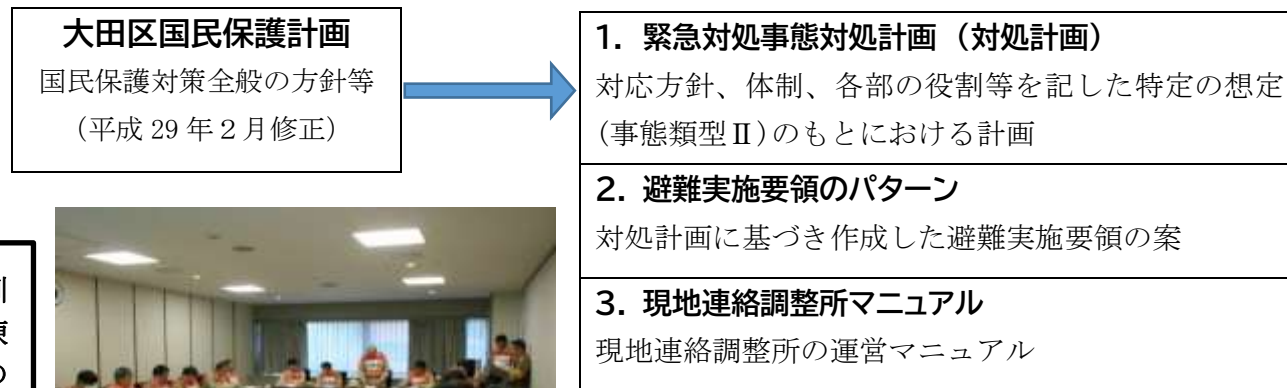 大田区国民保護計画
国民保護対策全般の方針等
（平成 29 年２月修正）
1. 緊急対処事態対処計画（対処計画）
対応方針、体制、各部の役割等を記した特定の想定
(事態類型Ⅱ)のもとにおける計画
2. 避難実施要領のパターン
対処計画に基づき作成した避難実施要領の案
3. 現地連絡調整所マニュアル
現地連絡調整所の運営マニュアル